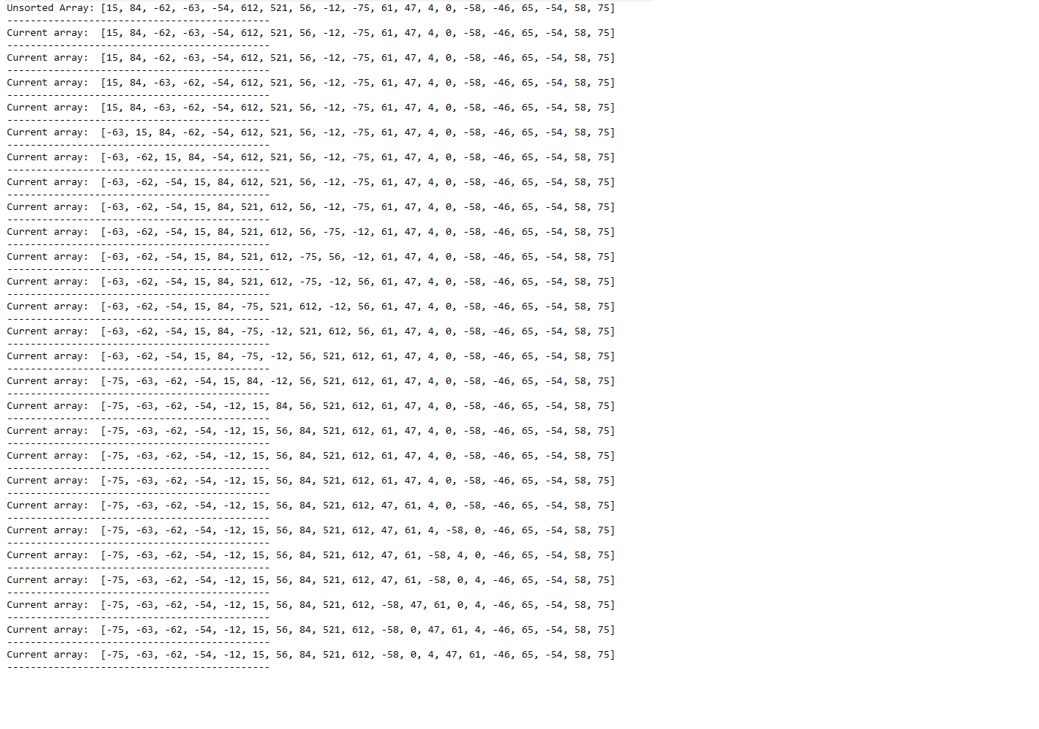 Unsorted Array: [15, 84, -62, -63, -54, 612, 521, 56, -12, -75, 61, 47, 4, 0, -58, -46, 65, -54, 58, 75]
--------------------------------------------
Current array:  [15, 84, -62, -63, -54, 612, 521, 56, -12, -75, 61, 47, 4, 0, -58, -46, 65, -54, 58, 75]
--------------------------------------------
Current array:  [15, 84, -62, -63, -54, 612, 521, 56, -12, -75, 61, 47, 4, 0, -58, -46, 65, -54, 58, 75]
--------------------------------------------
Current array:  [15, 84, -63, -62, -54, 612, 521, 56, -12, -75, 61, 47, 4, 0, -58, -46, 65, -54, 58, 75]
--------------------------------------------
Current array:  [15, 84, -63, -62, -54, 612, 521, 56, -12, -75, 61, 47, 4, 0, -58, -46, 65, -54, 58, 75]
--------------------------------------------
Current array:  [-63, 15, 84, -62, -54, 612, 521, 56, -12, -75, 61, 47, 4, 0, -58, -46, 65, -54, 58, 75]
--------------------------------------------
Current array:  [-63, -62, 15, 84, -54, 612, 521, 56, -12, -75, 61, 47, 4, 0, -58, -46, 65, -54, 58, 75]
--------------------------------------------
Current array:  [-63, -62, -54, 15, 84, 612, 521, 56, -12, -75, 61, 47, 4, 0, -58, -46, 65, -54, 58, 75]
--------------------------------------------
Current array:  [-63, -62, -54, 15, 84, 521, 612, 56, -12, -75, 61, 47, 4, 0, -58, -46, 65, -54, 58, 75]
--------------------------------------------
Current array:  [-63, -62, -54, 15, 84, 521, 612, 56, -75, -12, 61, 47, 4, 0, -58, -46, 65, -54, 58, 75]
--------------------------------------------
Current array:  [-63, -62, -54, 15, 84, 521, 612, -75, 56, -12, 61, 47, 4, 0, -58, -46, 65, -54, 58, 75]
--------------------------------------------
Current array:  [-63, -62, -54, 15, 84, 521, 612, -75, -12, 56, 61, 47, 4, 0, -58, -46, 65, -54, 58, 75]
--------------------------------------------
Current array:  [-63, -62, -54, 15, 84, -75, 521, 612, -12, 56, 61, 47, 4, 0, -58, -46, 65, -54, 58, 75]
--------------------------------------------
Current array:  [-63, -62, -54, 15, 84, -75, -12, 521, 612, 56, 61, 47, 4, 0, -58, -46, 65, -54, 58, 75]
--------------------------------------------
Current array:  [-63, -62, -54, 15, 84, -75, -12, 56, 521, 612, 61, 47, 4, 0, -58, -46, 65, -54, 58, 75]
--------------------------------------------
Current array:  [-75, -63, -62, -54, 15, 84, -12, 56, 521, 612, 61, 47, 4, 0, -58, -46, 65, -54, 58, 75]
--------------------------------------------
Current array:  [-75, -63, -62, -54, -12, 15, 84, 56, 521, 612, 61, 47, 4, 0, -58, -46, 65, -54, 58, 75]
--------------------------------------------
Current array:  [-75, -63, -62, -54, -12, 15, 56, 84, 521, 612, 61, 47, 4, 0, -58, -46, 65, -54, 58, 75]
--------------------------------------------
Current array:  [-75, -63, -62, -54, -12, 15, 56, 84, 521, 612, 61, 47, 4, 0, -58, -46, 65, -54, 58, 75]
--------------------------------------------
Current array:  [-75, -63, -62, -54, -12, 15, 56, 84, 521, 612, 61, 47, 4, 0, -58, -46, 65, -54, 58, 75]
--------------------------------------------
Current array:  [-75, -63, -62, -54, -12, 15, 56, 84, 521, 612, 47, 61, 4, 0, -58, -46, 65, -54, 58, 75]
--------------------------------------------
Current array:  [-75, -63, -62, -54, -12, 15, 56, 84, 521, 612, 47, 61, 4, -58, 0, -46, 65, -54, 58, 75]
--------------------------------------------
Current array:  [-75, -63, -62, -54, -12, 15, 56, 84, 521, 612, 47, 61, -58, 4, 0, -46, 65, -54, 58, 75]
--------------------------------------------
Current array:  [-75, -63, -62, -54, -12, 15, 56, 84, 521, 612, 47, 61, -58, 0, 4, -46, 65, -54, 58, 75]
--------------------------------------------
Current array:  [-75, -63, -62, -54, -12, 15, 56, 84, 521, 612, -58, 47, 61, 0, 4, -46, 65, -54, 58, 75]
--------------------------------------------
Current array:  [-75, -63, -62, -54, -12, 15, 56, 84, 521, 612, -58, 0, 47, 61, 4, -46, 65, -54, 58, 75]
--------------------------------------------
Current array:  [-75, -63, -62, -54, -12, 15, 56, 84, 521, 612, -58, 0, 4, 47, 61, -46, 65, -54, 58, 75]
--------------------------------------------